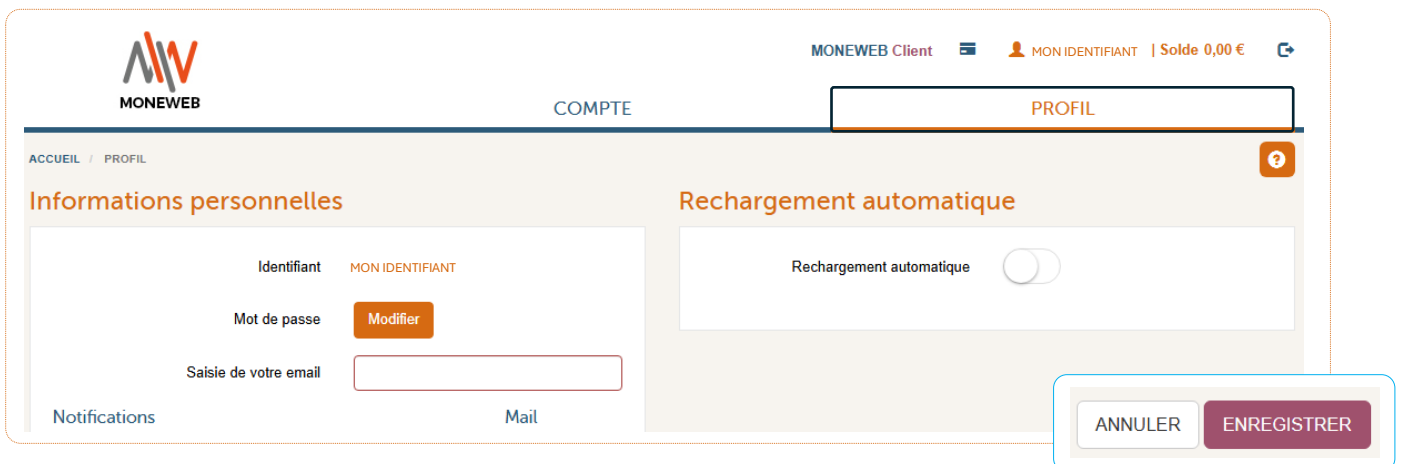 MONEWEB
MONEWEB Client MON IDENTIFIANT | Solde 0,00 €
COMPTE PROFIL
ACCUEIL / PROFIL
?
Informations personnelles
Identifiant MON IDENTIFIANT
Mot de passe Modifier
Saisie de votre email
Notifications Mail
Rechargement automatique
Rechargement automatique
ANNULER ENREGISTRER